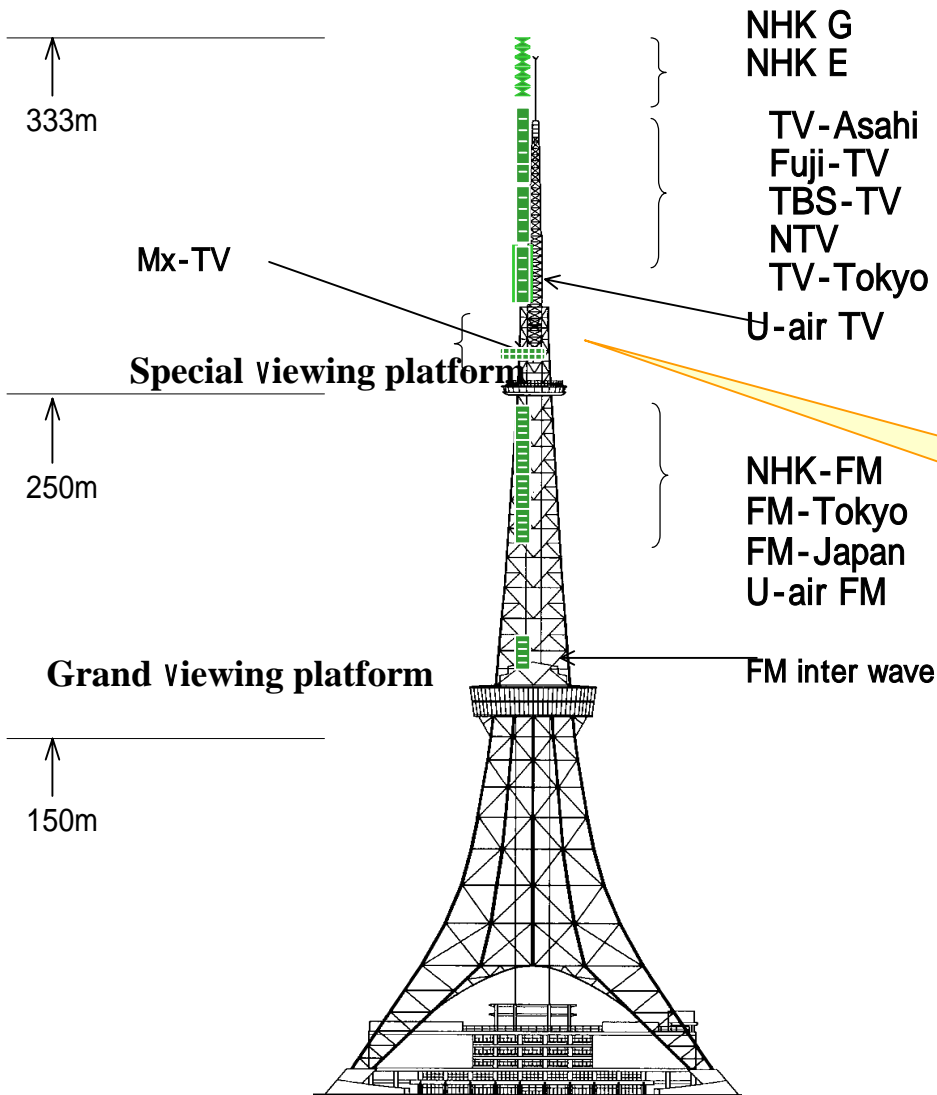 NHK G
NHK E
333m
TV-Asahi
Fuji-TV
TBS-TV
NTV
TV-Tokyo
Mx-TV
U-air TV
Special Viewing platform
250m
NHK-FM
FM-Tokyo
FM-Japan
U-air FM
Grand Viewing platform
FM inter wave
150m